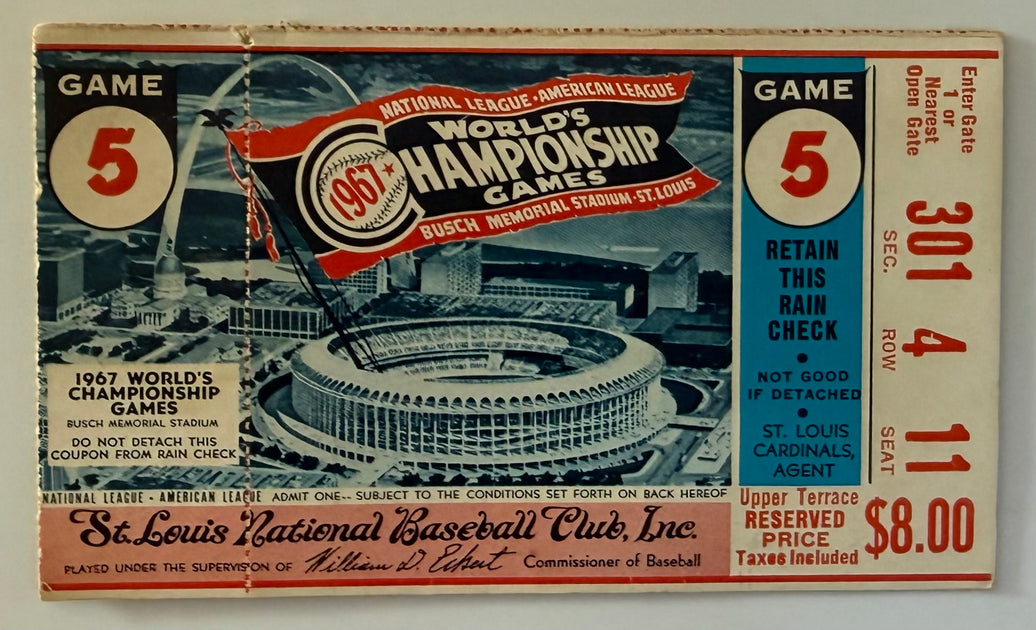 GAME
5
NATIONAL LEAGUE • AMERICAN LEAGUE
WORLD'S
CHAMPIONSHIP
GAMES
1967
BUSCH MEMORIAL STADIUM • ST. LOUIS
1967 WORLD'S
CHAMPIONSHIP
GAMES
BUSCH MEMORIAL STADIUM
DO NOT DETACH THIS
COUPON FROM RAIN CHECK
NATIONAL LEAGUE - AMERICAN LEAGUE ADMIT ONE -- SUBJECT TO THE CONDITIONS SET FORTH ON BACK HEREOF
St. Louis National Baseball Club, Inc.
PLAYED UNDER THE SUPERVISION OF William D. Eckert Commissioner of Baseball
GAME
5
RETAIN
THIS
RAIN
CHECK
•
NOT GOOD
IF DETACHED
•
ST. LOUIS
CARDINALS,
AGENT
Enter Gate
1 or
Nearest
Open Gate
301
SEC.
4
ROW
11
SEAT
Upper Terrace
RESERVED
PRICE
Taxes Included
$8.00